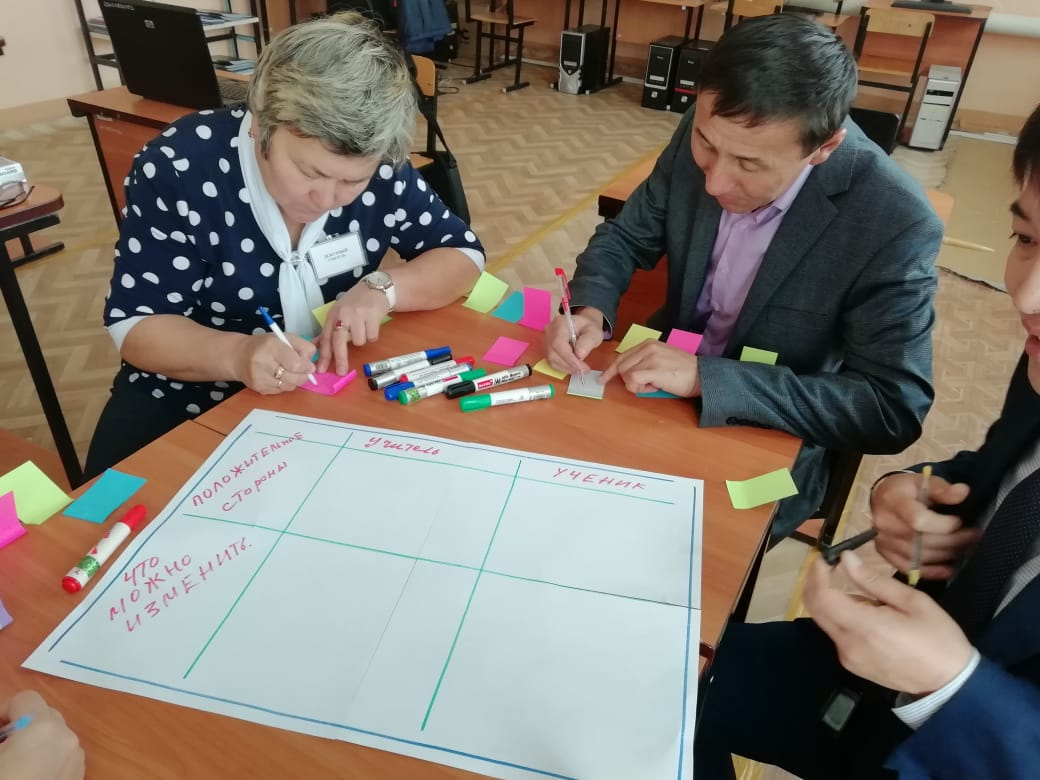 ПОЛОЖИТЕЛЬНЫЕ
СТОРОНЫ
УЧИТЕЛЬ
УЧЕНИК
ЧТО
МОЖНО
ИЗМЕНИТЬ.